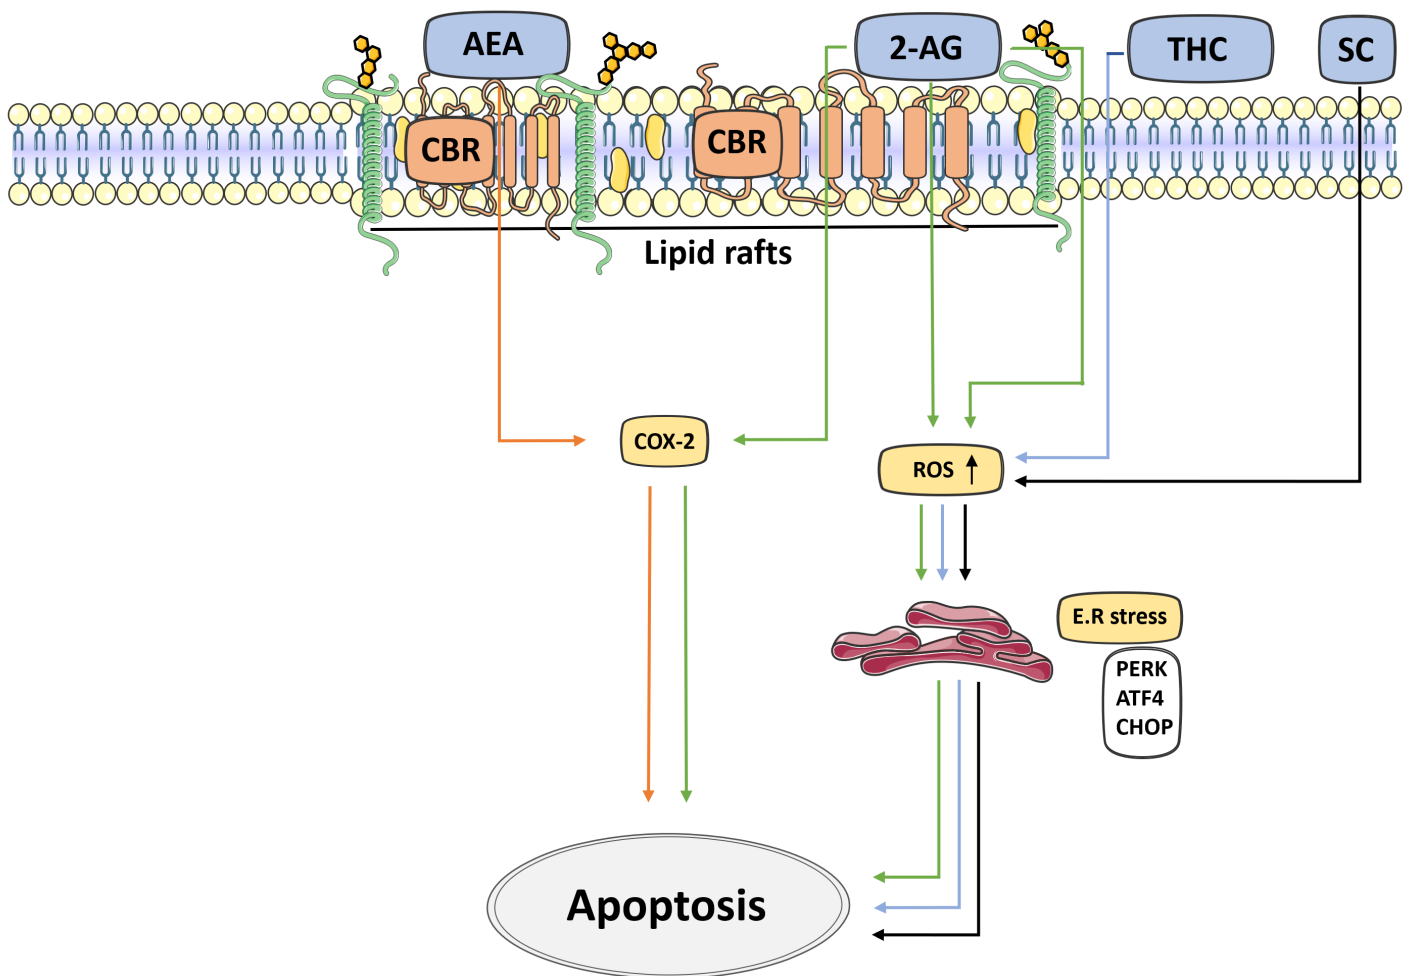 AEA
2-AG
THC
SC
CBR
CBR
Lipid rafts
COX-2
ROS
E.R stress
PERK
ATF4
CHOP
Apoptosis